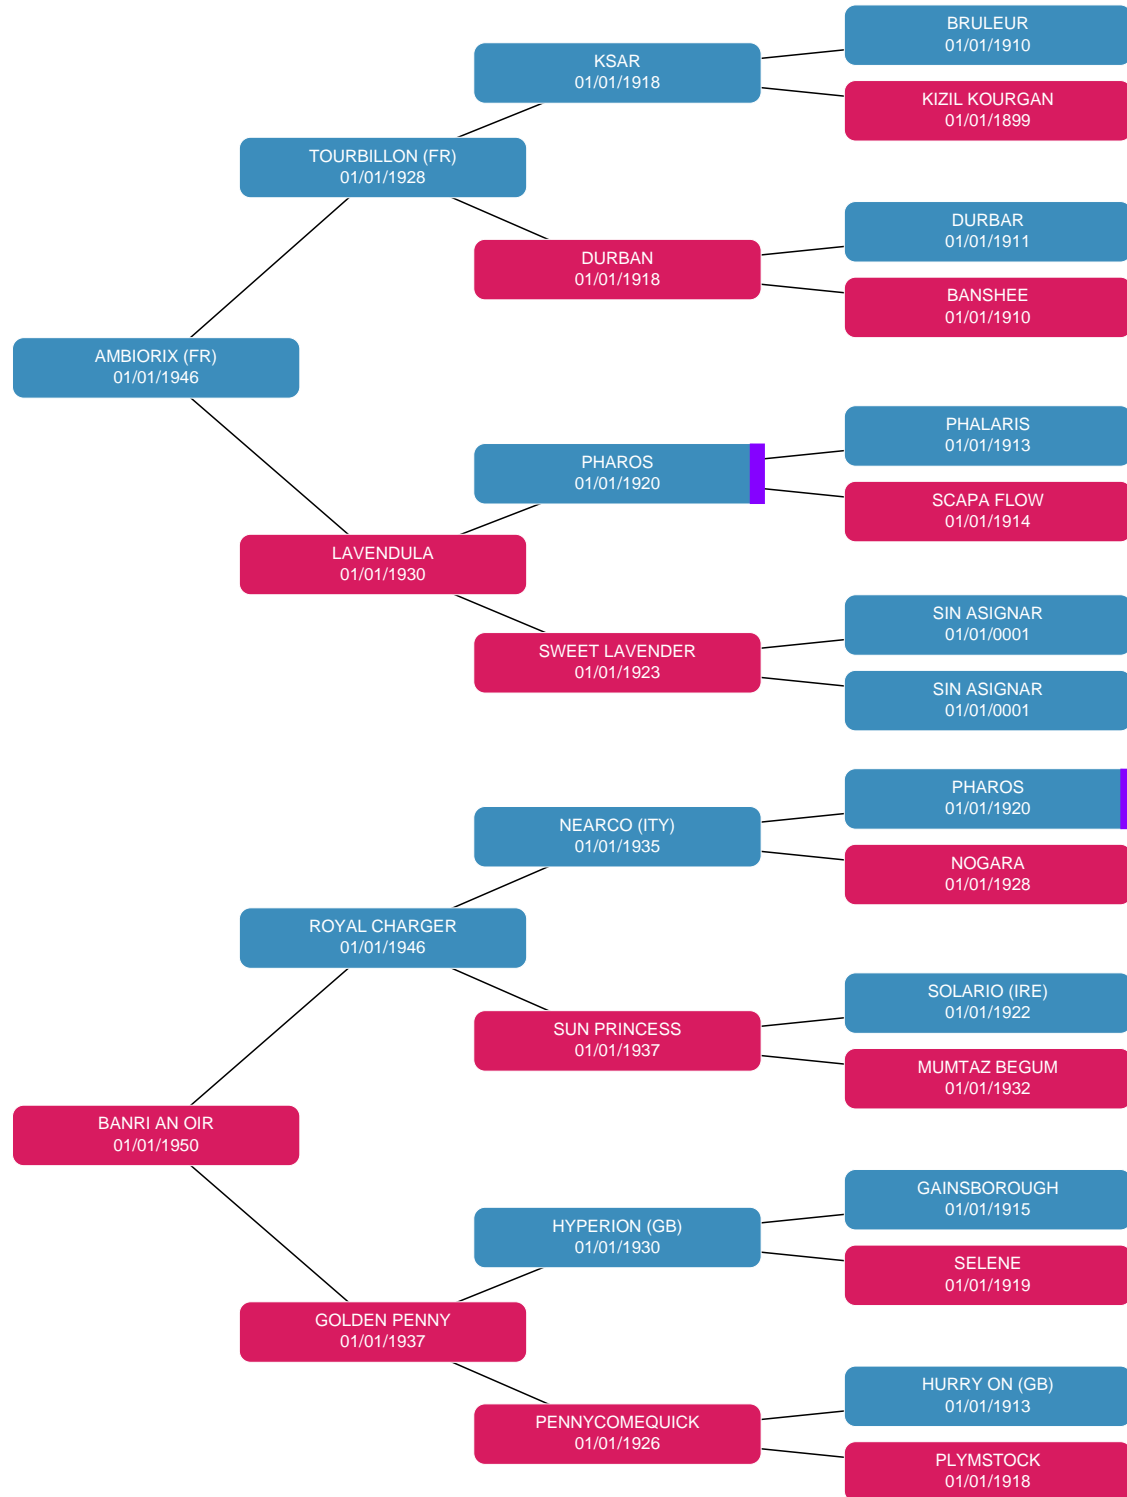 BRULEUR
01/01/1910
KSAR
01/01/1918
KIZIL KOURGAN
01/01/1899
TOURBILLON (FR)
01/01/1928
DURBAR
01/01/1911
DURBAN
01/01/1918
BANSHEE
01/01/1910
AMBIORIX (FR)
01/01/1946
PHALARIS
01/01/1913
PHAROS
01/01/1920
SCAPA FLOW
01/01/1914
LAVENDULA
01/01/1930
SIN ASIGNAR
01/01/0001
SWEET LAVENDER
01/01/1923
SIN ASIGNAR
01/01/0001
PHAROS
01/01/1920
NEARCO (ITY)
01/01/1935
NOGARA
01/01/1928
ROYAL CHARGER
01/01/1946
SOLARIO (IRE)
01/01/1922
SUN PRINCESS
01/01/1937
MUMTAZ BEGUM
01/01/1932
BANRI AN OIR
01/01/1950
GAINSBOROUGH
01/01/1915
HYPERION (GB)
01/01/1930
SELENE
01/01/1919
GOLDEN PENNY
01/01/1937
HURRY ON (GB)
01/01/1913
PENNYCOMEQUICK
01/01/1926
PLYMSTOCK
01/01/1918